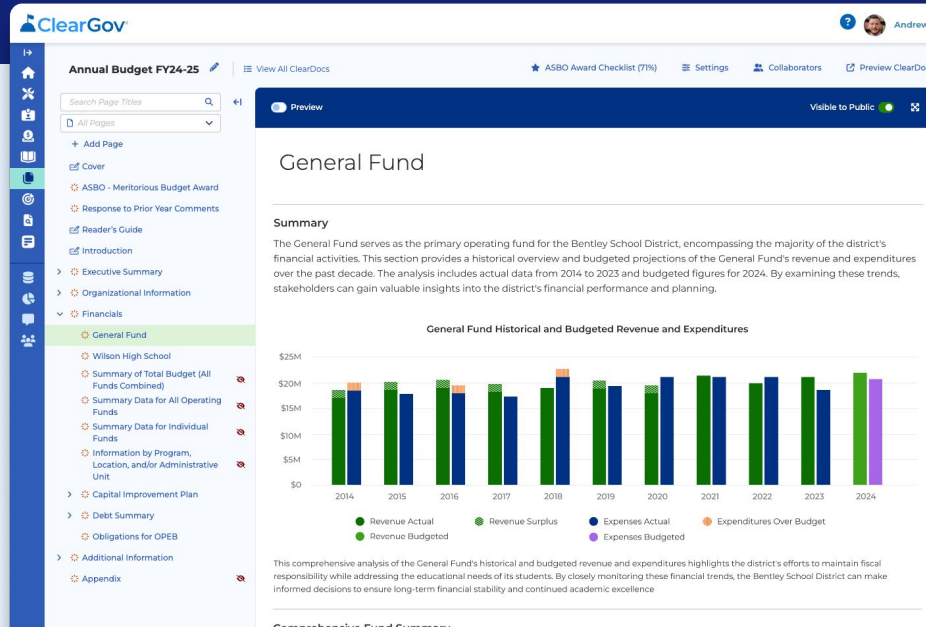 ClearGov
?
Andrew
Annual Budget FY24-25
View All ClearDocs
ASBO Award Checklist (71%)
Settings
Collaborators
Preview ClearDo
Search Page Titles
All Pages
+ Add Page
Cover
ASBO - Meritorious Budget Award
Response to Prior Year Comments
Reader's Guide
Introduction
Executive Summary
Organizational Information
Financials
General Fund
Wilson High School
Summary of Total Budget (All
Funds Combined)
Summary Data for All Operating
Funds
Summary Data for Individual
Funds
Information by Program,
Location, and/or Administrative
Unit
Capital Improvement Plan
Debt Summary
Obligations for OPEB
Additional Information
Appendix
Preview
Visible to Public
General Fund
Summary
The General Fund serves as the primary operating fund for the Bentley School District, encompassing the majority of the district's
financial activities. This section provides a historical overview and budgeted projections of the General Fund's revenue and expenditures
over the past decade. The analysis includes actual data from 2014 to 2023 and budgeted figures for 2024. By examining these trends,
stakeholders can gain valuable insights into the district's financial performance and planning.
General Fund Historical and Budgeted Revenue and Expenditures
$25M
$20M
$15M
$10M
$5M
$0
2014 2015 2016 2017 2018 2019 2020 2021 2022 2023 2024
Revenue Actual Revenue Surplus Expenses Actual Expenditures Over Budget
Revenue Budgeted Expenses Budgeted
This comprehensive analysis of the General Fund's historical and budgeted revenue and expenditures highlights the district's efforts to maintain fiscal
responsibility while addressing the educational needs of its students. By closely monitoring these financial trends, the Bentley School District can make
informed decisions to ensure long-term financial stability and continued academic excellence
Comprehensive Fund Summary